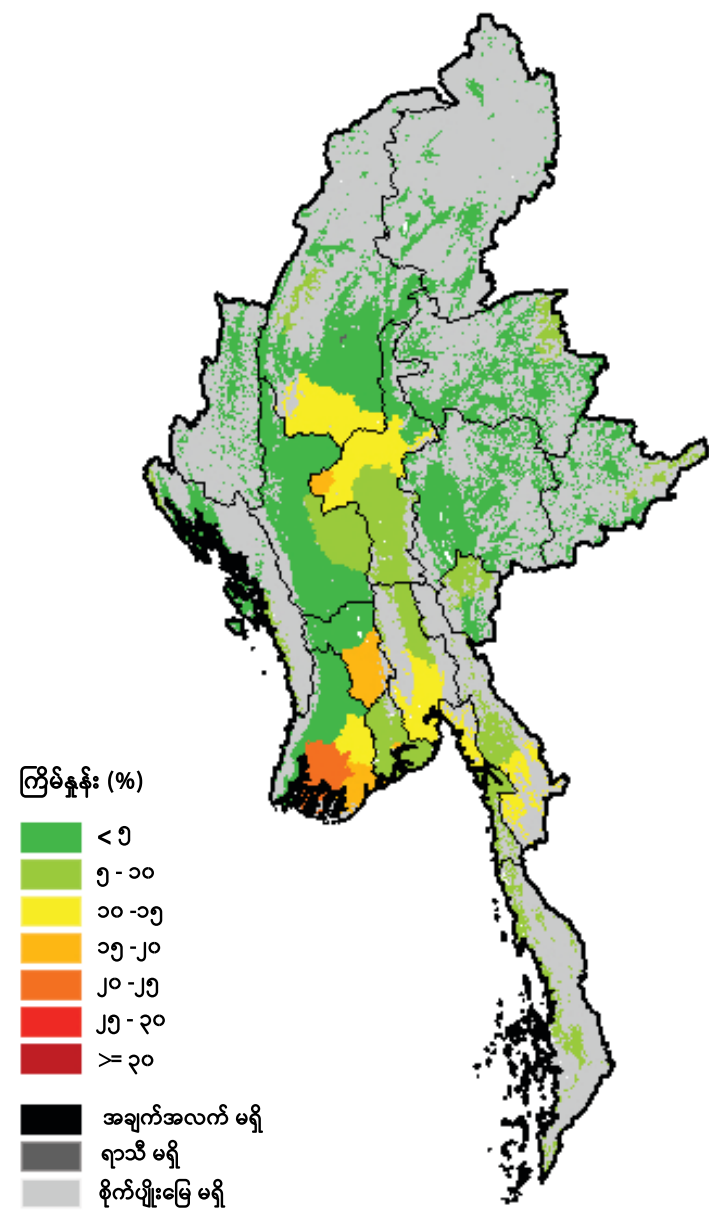 ကြိမ်နှုန်း (%)
< ၅
၅ - ၁၀
၁၀ -၁၅
၁၅ -၂၀
၂၀ -၂၅
၂၅ - ၃၀
>= ၃၀
အချက်အလက် မရှိ
ရာသီ မရှိ
စိုက်ပျိုးမြေ မရှိ